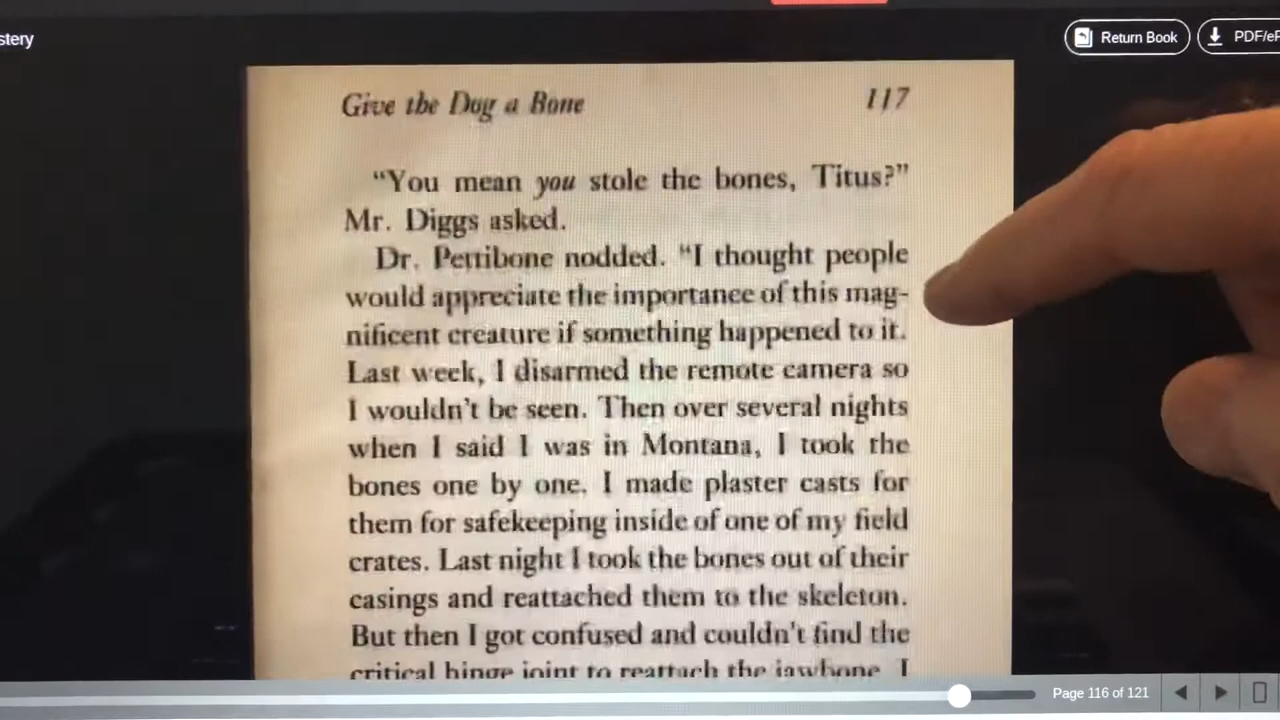 stery
Return Book
PDF/eP
Give the Dog a Bone 117
“You mean you stole the bones, Titus?”
Mr. Diggs asked.
Dr. Pettibone nodded. “I thought people
would appreciate the importance of this mag-
nificent creature if something happened to it.
Last week, I disarmed the remote camera so
I wouldn’t be seen. Then over several nights
when I said I was in Montana, I took the
bones one by one. I made plaster casts for
them for safekeeping inside of one of my field
crates. Last night I took the bones out of their
casings and reattached them to the skeleton.
But then I got confused and couldn’t find the
critical hinge joint to reattach the jawbone. I
Page 116 of 121